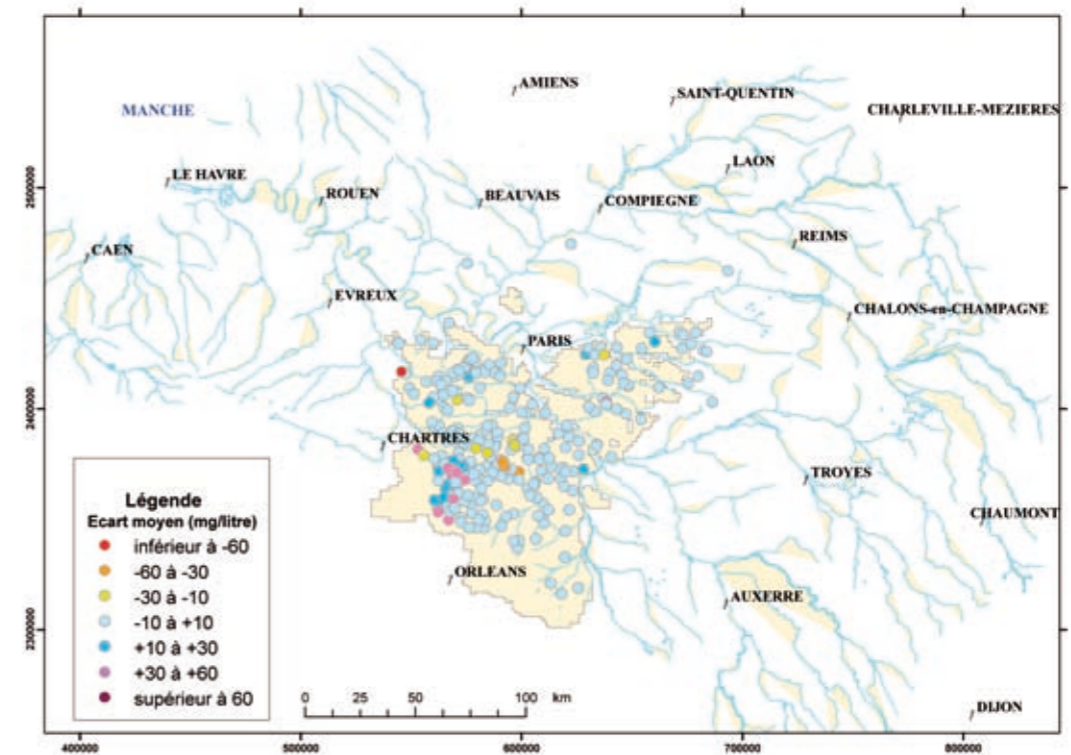 AMIENS
SAINT-QUENTIN
MANCHE
CHARLEVILLE-MEZIERES
LAON
LE HAVRE
ROUEN
BEAUVAIS
COMPIEGNE
REIMS
CAEN
EVREUX
CHALONS-en-CHAMPAGNE
PARIS
CHARTRES
TROYES
CHAUMONT
ORLEANS
AUXERRE
DIJON
Légende
Ecart moyen (mg/litre)
inférieur à -60
-60 à -30
-30 à -10
-10 à +10
+10 à +30
+30 à +60
supérieur à 60
0 25 50 100 km
2500000
2400000
2300000
400000 500000 600000 700000 800000